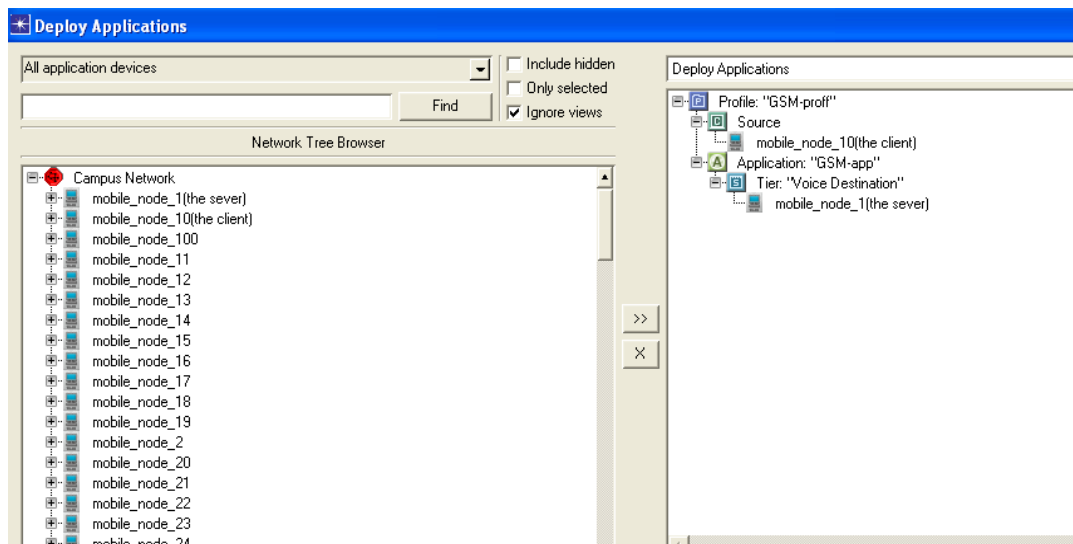 Deploy Applications
All application devices
Include hidden
Only selected
Find
Ignore views
Network Tree Browser
Campus Network
mobile_node_1(the sever)
mobile_node_10(the client)
mobile_node_100
mobile_node_11
mobile_node_12
mobile_node_13
mobile_node_14
mobile_node_15
mobile_node_16
mobile_node_17
mobile_node_18
mobile_node_19
mobile_node_2
mobile_node_20
mobile_node_21
mobile_node_22
mobile_node_23
mobile_node_24
>>
X
Deploy Applications
P Profile: "GSM-proff"
C Source
mobile_node_10(the client)
A Application: "GSM-app"
S Tier: "Voice Destination"
mobile_node_1(the sever)